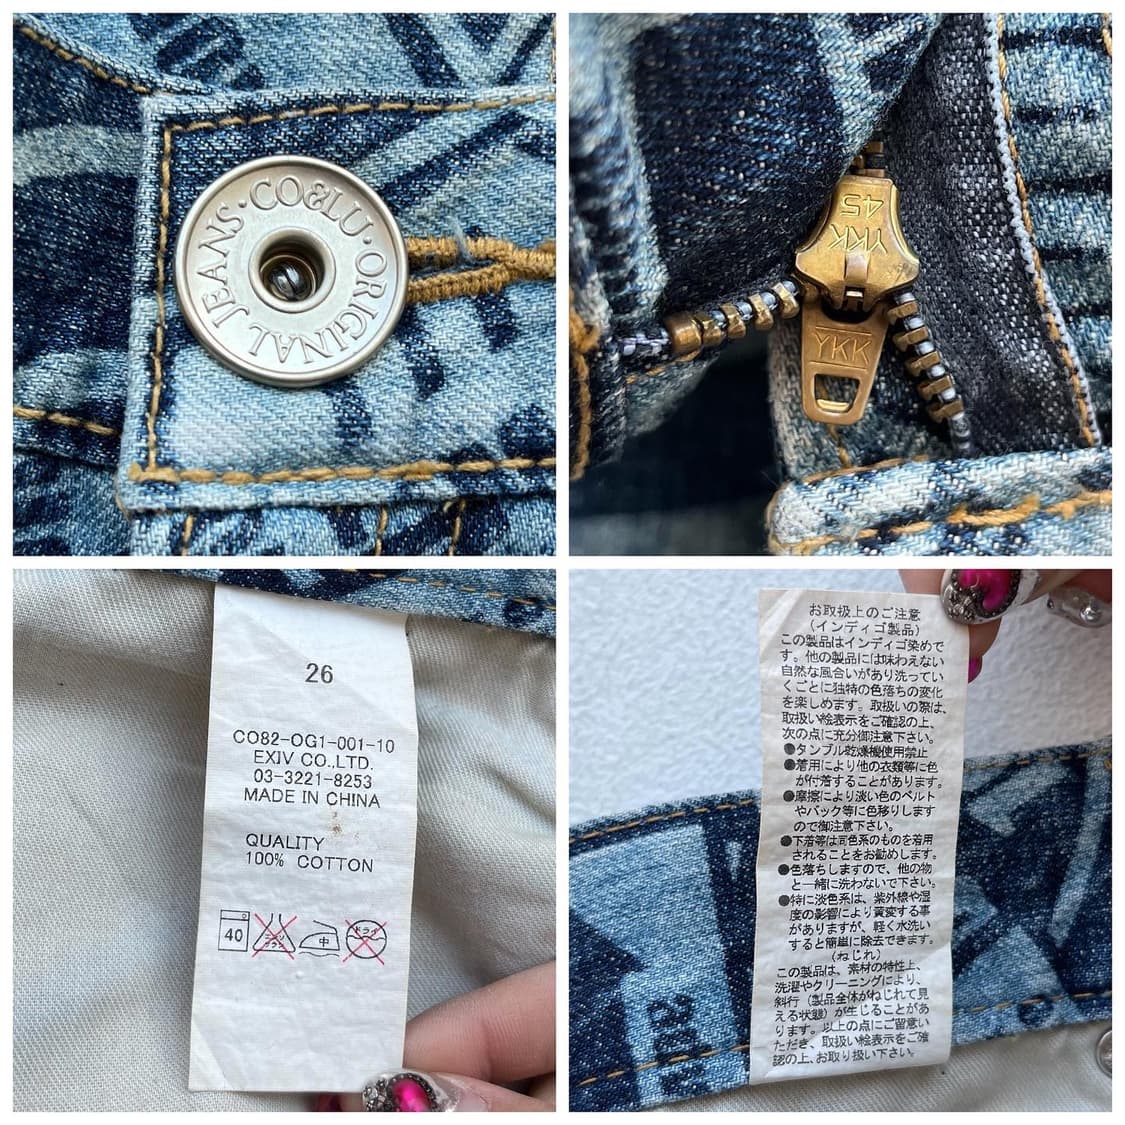 CO&LU・ORIGINAL JEANS・
YKK
45
YKK
26
CO82-OG1-001-10
EXIV CO.,LTD.
03-3221-8253
MADE IN CHINA
QUALITY
100% COTTON
40
エンソ
サラシ
中
ドライ
お取扱上のご注意
(インディゴ製品)
この製品はインディゴ染めで
す。他の製品には味わえない
自然な風合いがあり洗ってい
くごとに独特の色落ちの変化
を楽しめます。取扱いの際は、
取扱い絵表示をご確認の上、
次の点に充分御注意下さい。
●タンブル乾燥機使用禁止
●着用により他の衣類等に色
が付着することがあります。
●摩擦により淡い色のベルト
やバック等に色移りします
ので御注意下さい。
●下着等は同色系のものを着用
されることをお勧めします。
●色落ちしますので、他の物
と一緒に洗わないで下さい。
●特に淡色系は、紫外線や湿
度の影響により黄変する事
がありますが、軽く水洗い
すると簡単に除去できます。
(ねじれ)
この製品は、素材の特性上、
洗濯やクリーニングにより、
斜行(製品全体がねじれて見
える状態)が生じることがあ
ります。以上の点にご留意い
ただき、取扱い絵表示をご確
認の上、お取り扱い下さい。